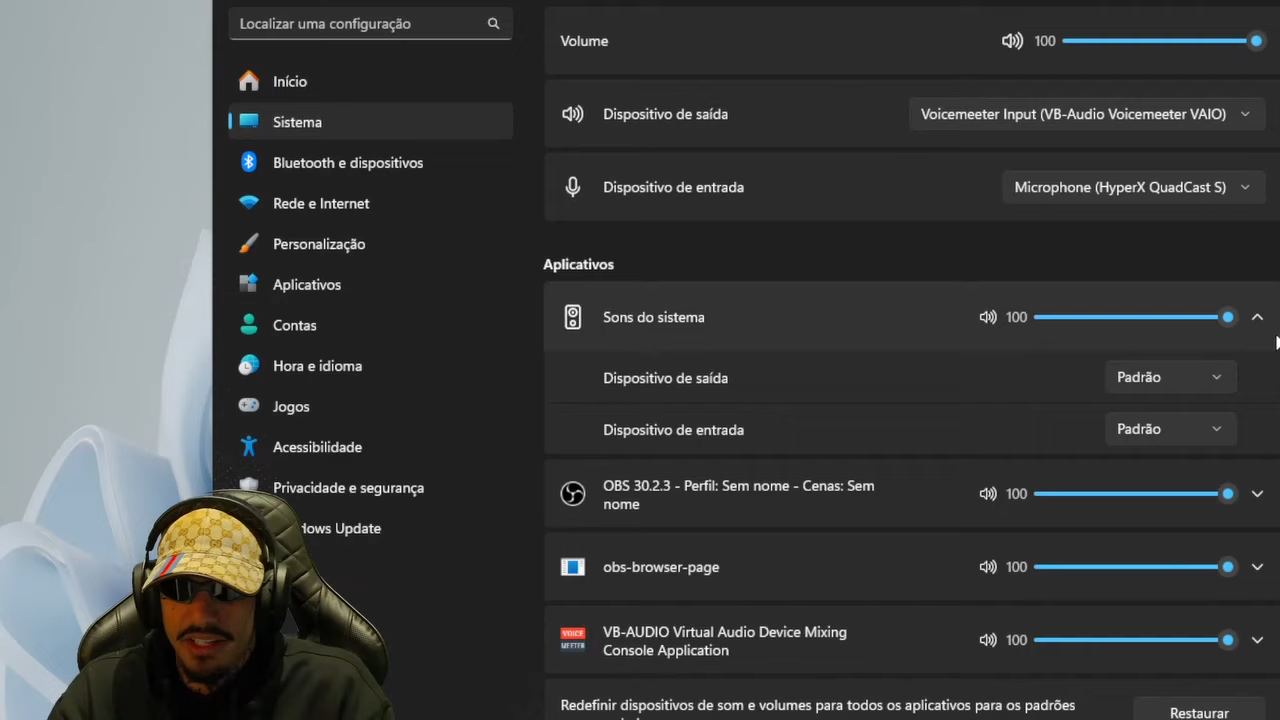 Localizar uma configuração
Início
Sistema
Bluetooth e dispositivos
Rede e Internet
Personalização
Aplicativos
Contas
Hora e idioma
Jogos
Acessibilidade
Privacidade e segurança
dows Update
Volume
100
Dispositivo de saída
Voicemeeter Input (VB-Audio Voicemeeter VAIO)
Dispositivo de entrada
Microphone (HyperX QuadCast S)
Aplicativos
Sons do sistema
100
Dispositivo de saída
Padrão
Dispositivo de entrada
Padrão
OBS 30.2.3 - Perfil: Sem nome - Cenas: Sem
nome
100
obs-browser-page
100
VOICE
MEETER
VB-AUDIO Virtual Audio Device Mixing
Console Application
100
Redefinir dispositivos de som e volumes para todos os aplicativos para os padrões
Restaurar